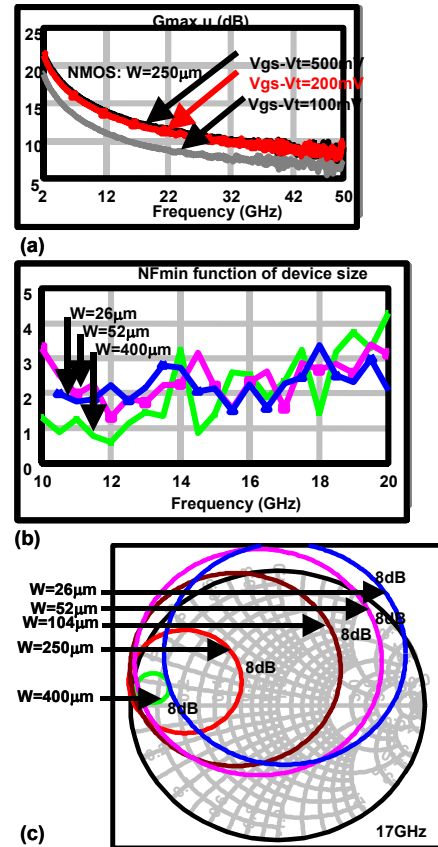 Gmax u (dB)
25
20
15
10
5
NMOS: W=250µm
Vgs-Vt=500mV
Vgs-Vt=200mV
Vgs-Vt=100mV
2
12
22
32
42
50
Frequency (GHz)
(a)
NFmin function of device size
5
4
3
2
1
0
W=26µm
W=52µm
W=400µm
10
12
14
16
18
20
Frequency (GHz)
(b)
W=26µm
W=52µm
W=104µm
W=250µm
W=400µm
8dB
8dB
8dB
8dB
8dB
17GHz
(c)